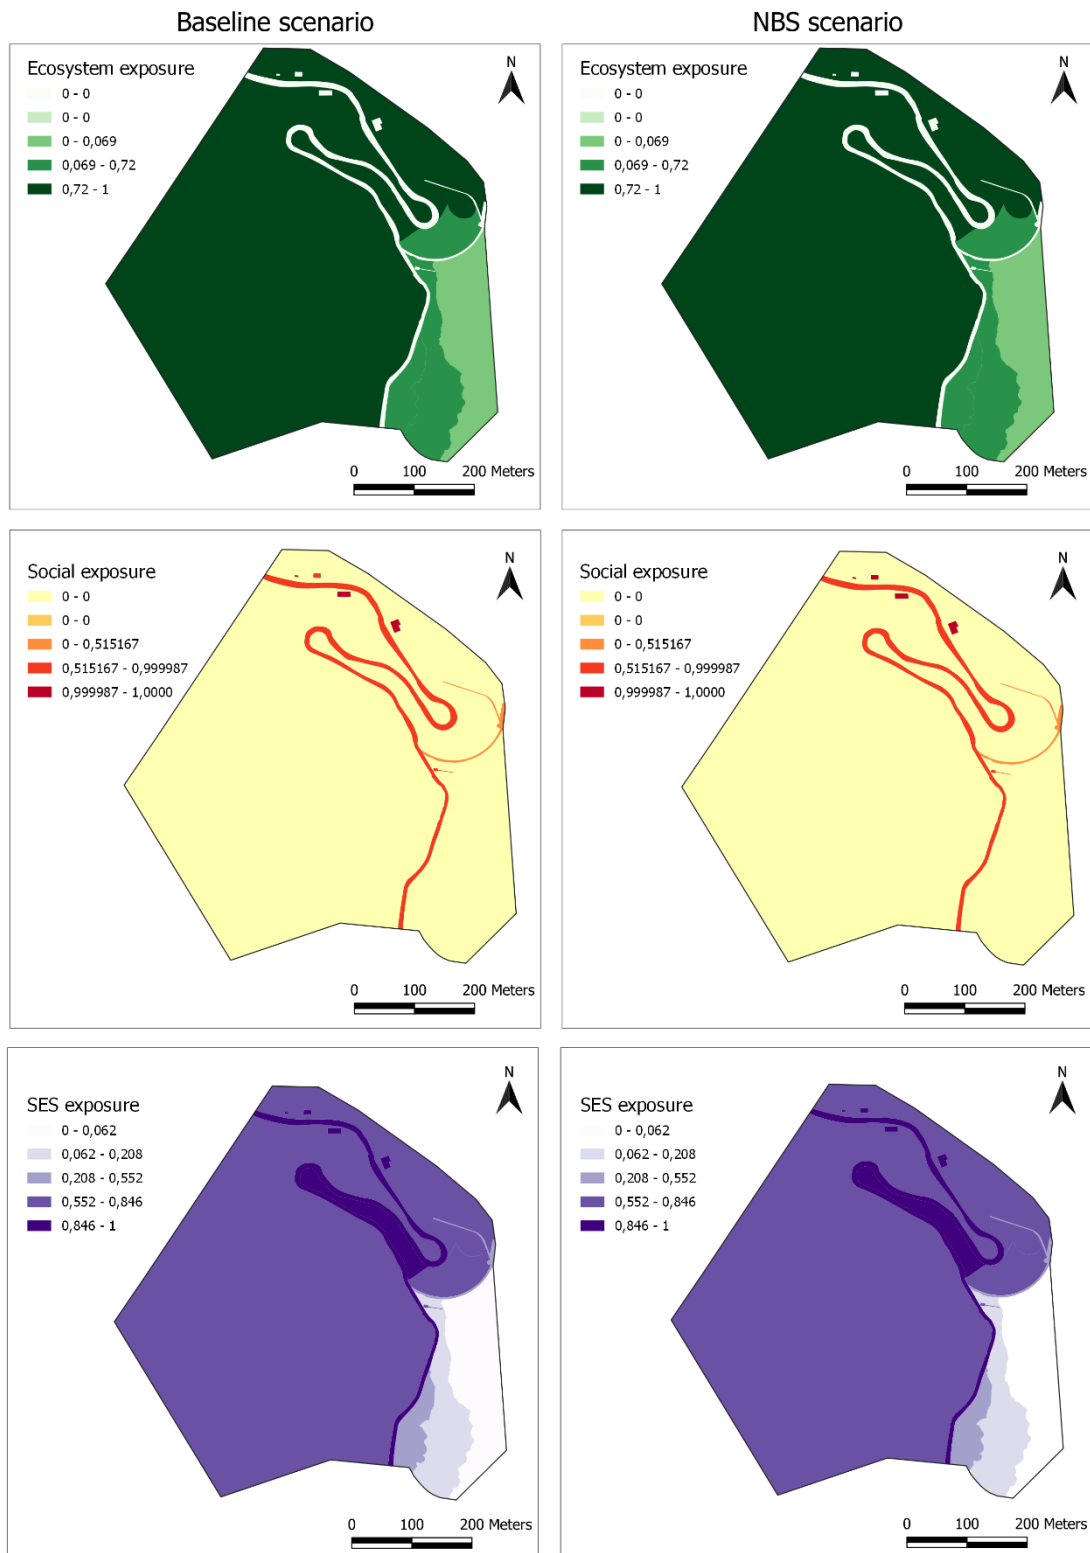 Baseline scenario
NBS scenario
Ecosystem exposure
0 - 0
0 - 0
0 - 0,069
0,069 - 0,72
0,72 - 1
N
0 100 200 Meters
Ecosystem exposure
0 - 0
0 - 0
0 - 0,069
0,069 - 0,72
0,72 - 1
N
0 100 200 Meters
Social exposure
0 - 0
0 - 0
0 - 0,515167
0,515167 - 0,999987
0,999987 - 1,0000
N
0 100 200 Meters
Social exposure
0 - 0
0 - 0
0 - 0,515167
0,515167 - 0,999987
0,999987 - 1,0000
N
0 100 200 Meters
SES exposure
0 - 0,062
0,062 - 0,208
0,208 - 0,552
0,552 - 0,846
0,846 - 1
N
0 100 200 Meters
SES exposure
0 - 0,062
0,062 - 0,208
0,208 - 0,552
0,552 - 0,846
0,846 - 1
N
0 100 200 Meters